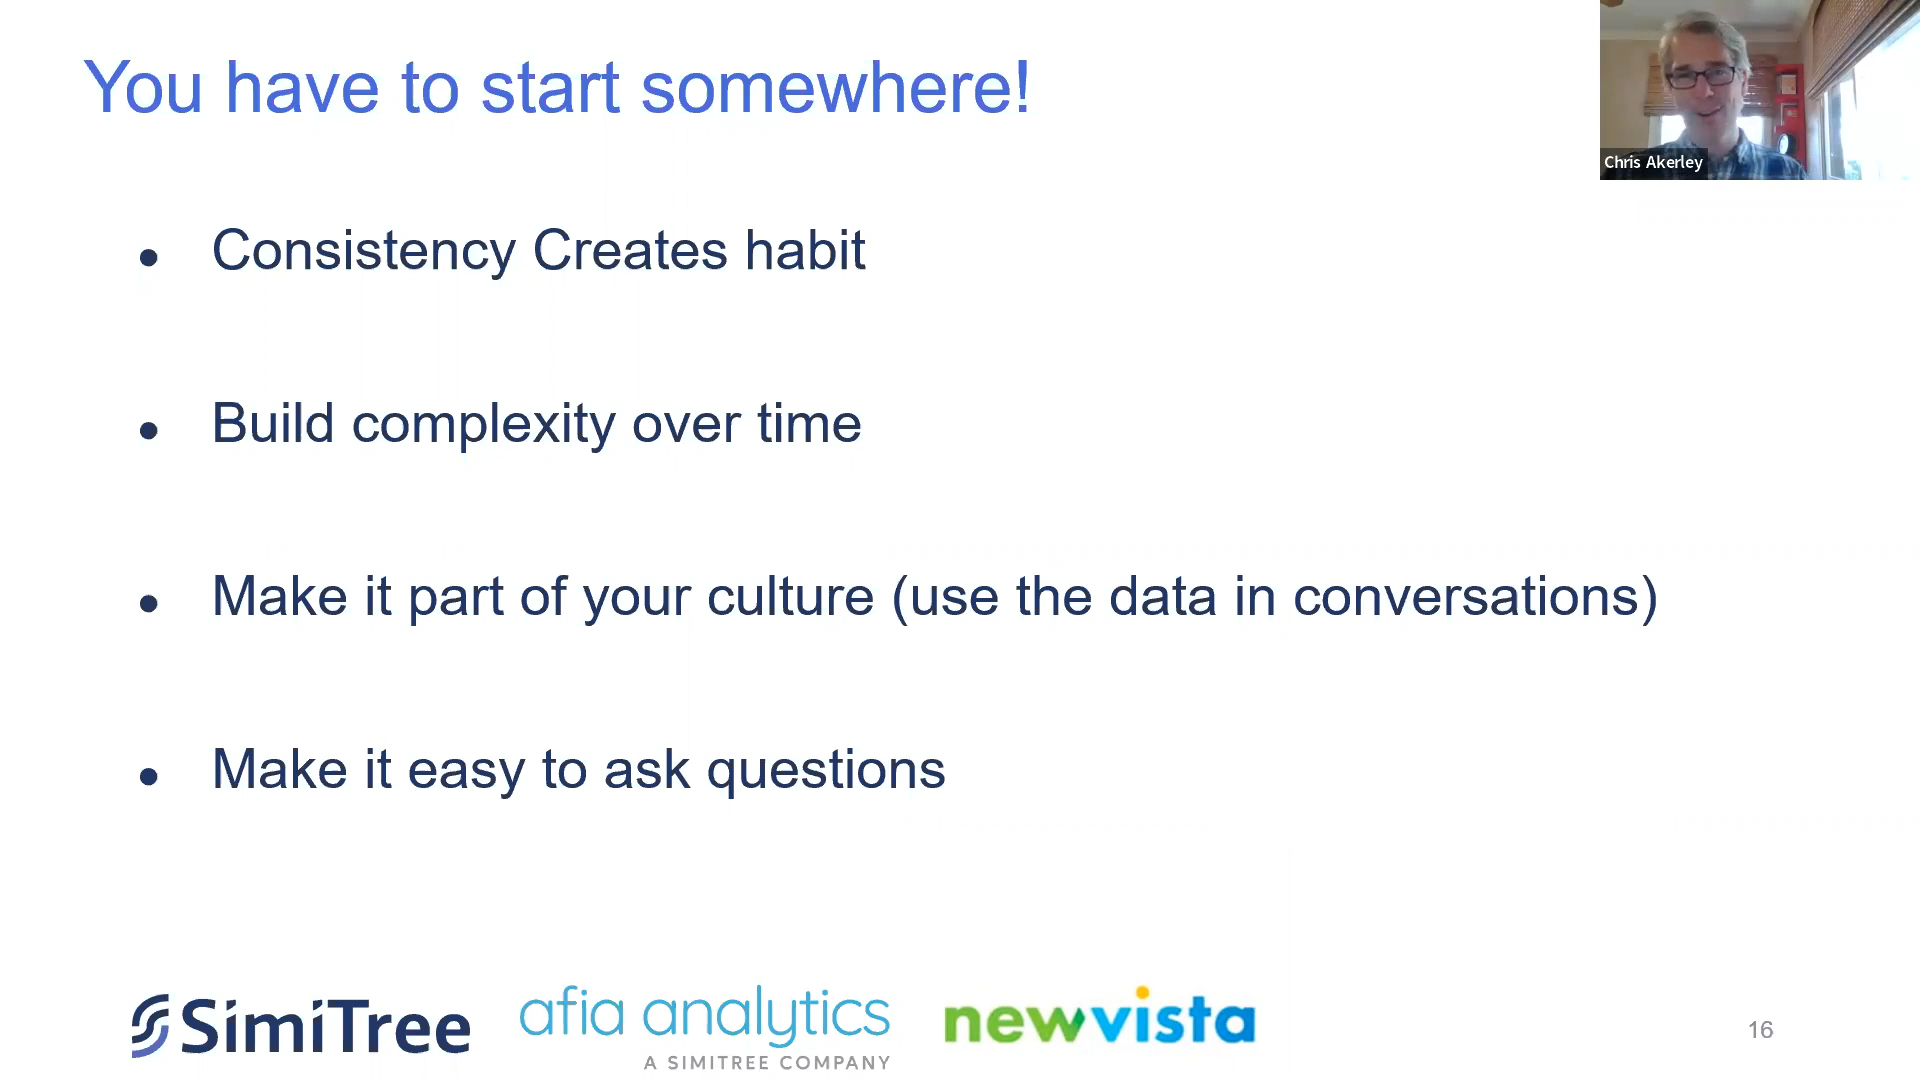 You have to start somewhere!
Chris Akerley
Consistency Creates habit
Build complexity over time
Make it part of your culture (use the data in conversations)
Make it easy to ask questions
SimiTree
afia analytics
A SIMITREE COMPANY
newvista
16